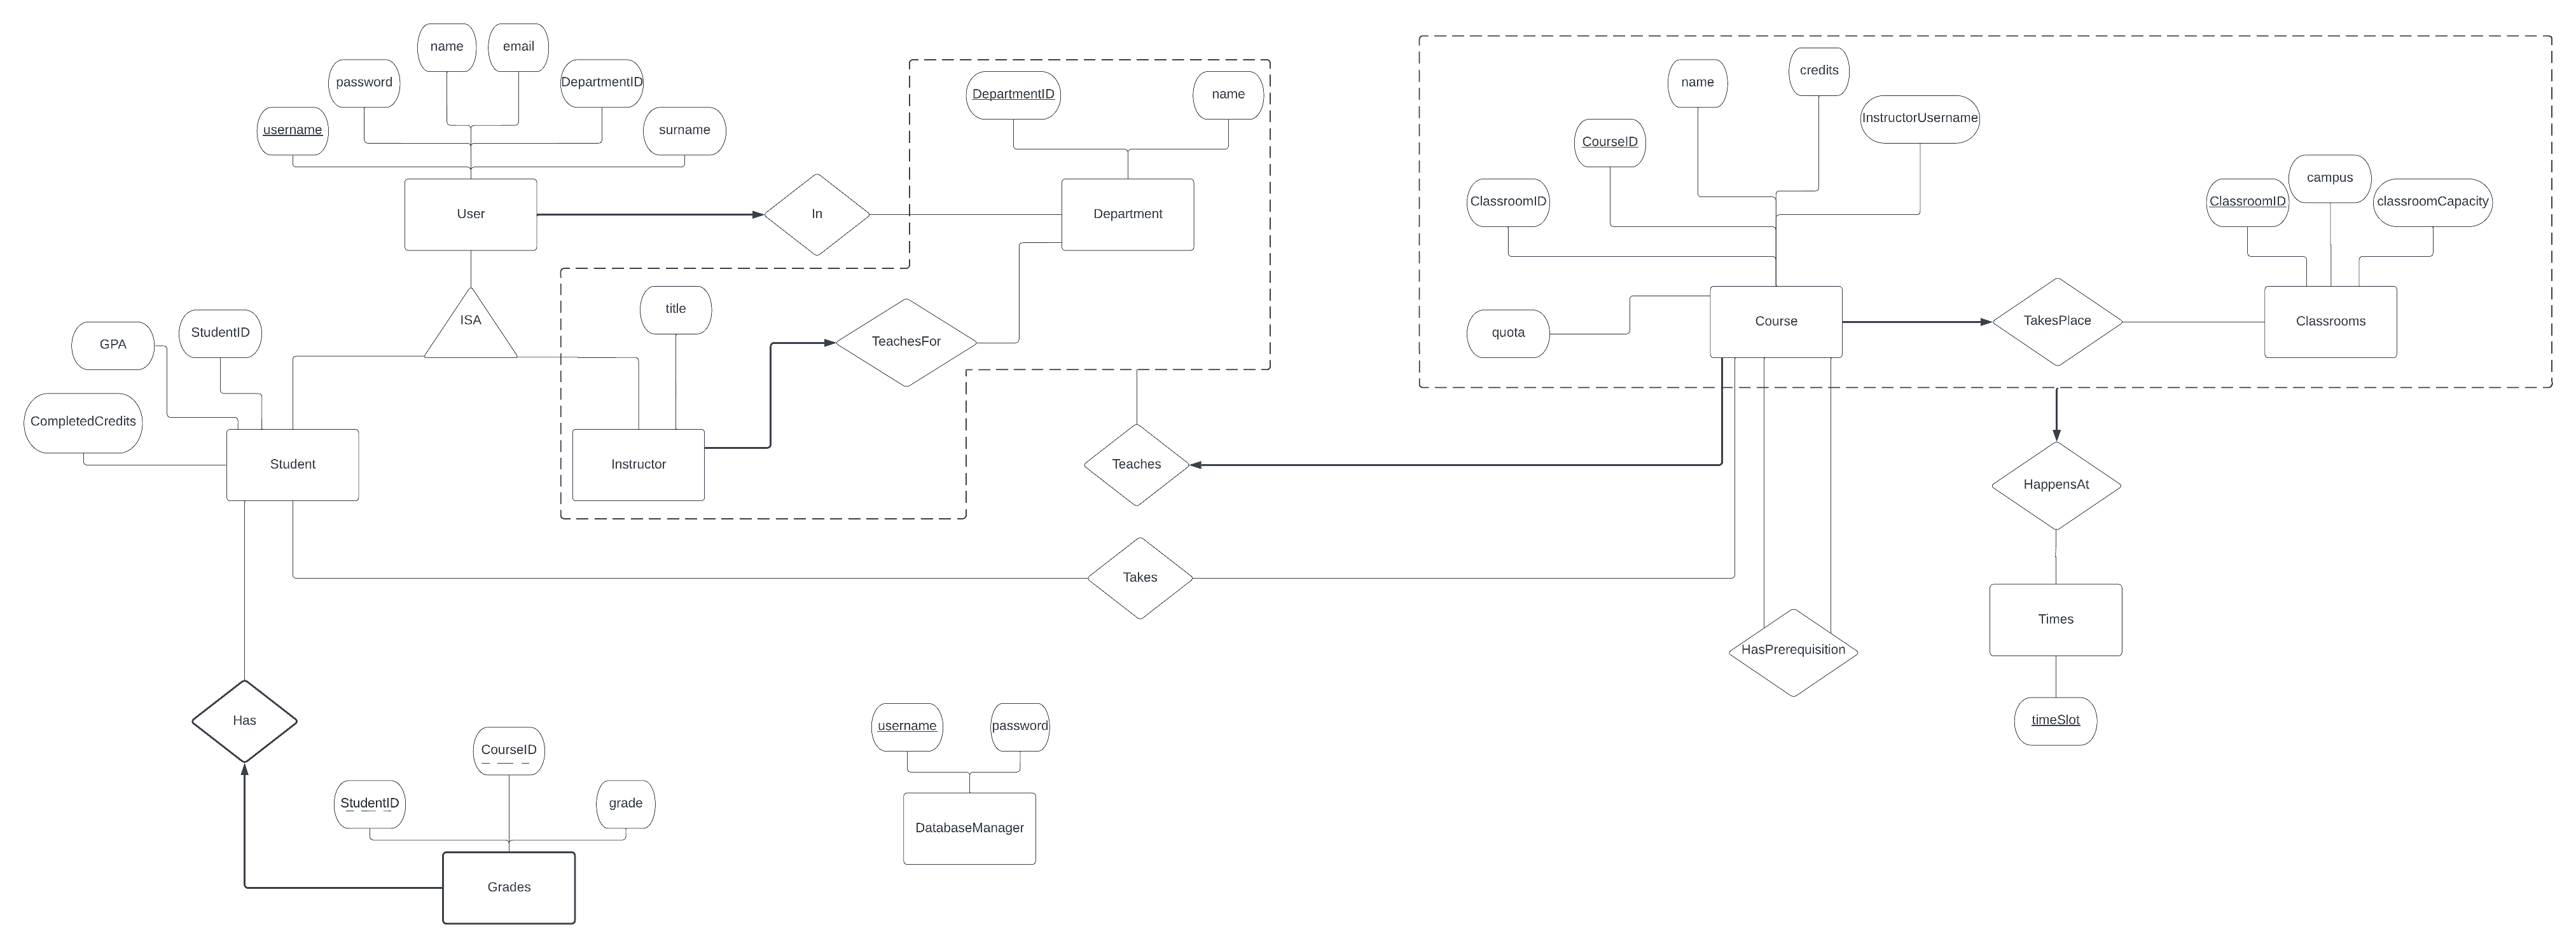 name
email
password
DepartmentID
username
surname
User
In
DepartmentID
name
Department
ISA
title
TeachesFor
Instructor
GPA
StudentID
CompletedCredits
Student
Teaches
Takes
Has
CourseID
StudentID
grade
Grades
username
password
DatabaseManager
name
credits
InstructorUsername
CourseID
ClassroomID
quota
Course
TakesPlace
campus
ClassroomID
classroomCapacity
Classrooms
HappensAt
Times
timeSlot
HasPrerequisition